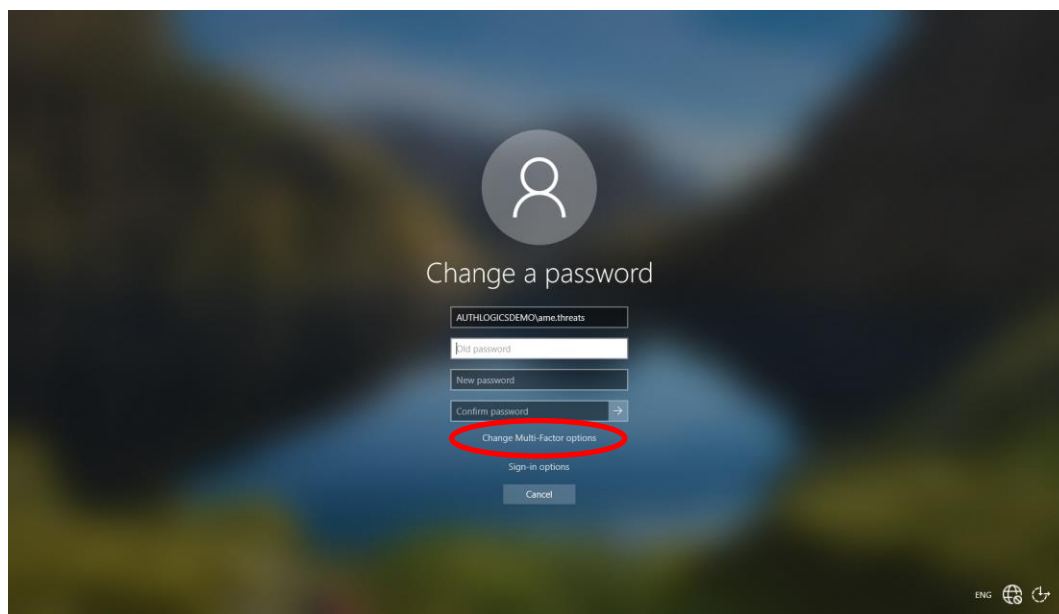 Change a password
AUTHLOGICSDEMO\ame.threats
Old password
New password
Confirm password
Change Multi-Factor options
Sign-in options
Cancel
ENG